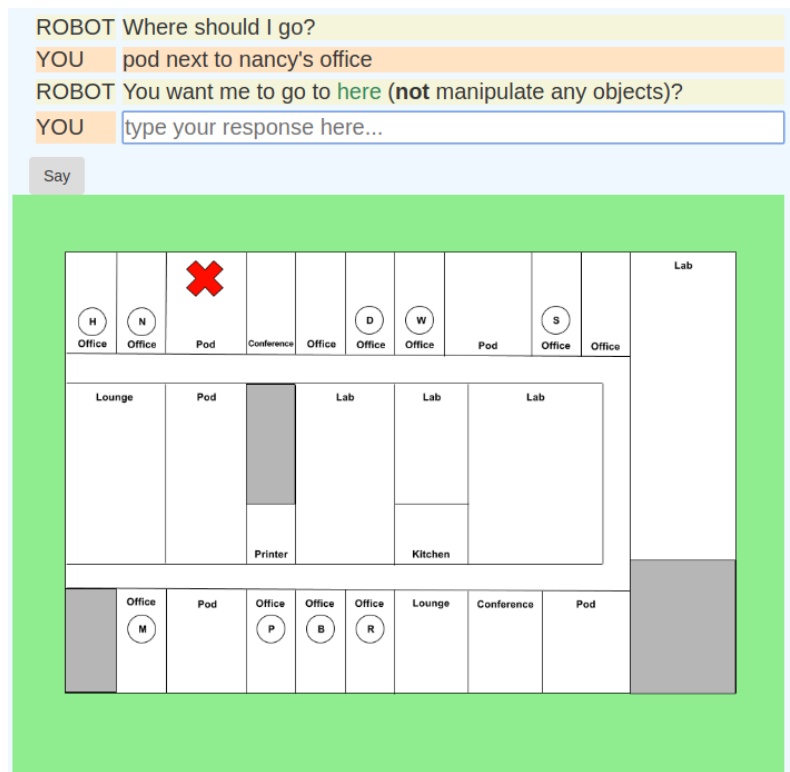 ROBOT Where should I go?
YOU pod next to nancy's office
ROBOT You want me to go to here (not manipulate any objects)?
YOU type your response here...
Say
Lab
H N D W S
Office Office Pod Conference Office Office Office Pod Office Office
Lounge Pod Lab Lab Lab
Printer Kitchen
Office Pod Office Office Office Lounge Conference Pod
M P B R